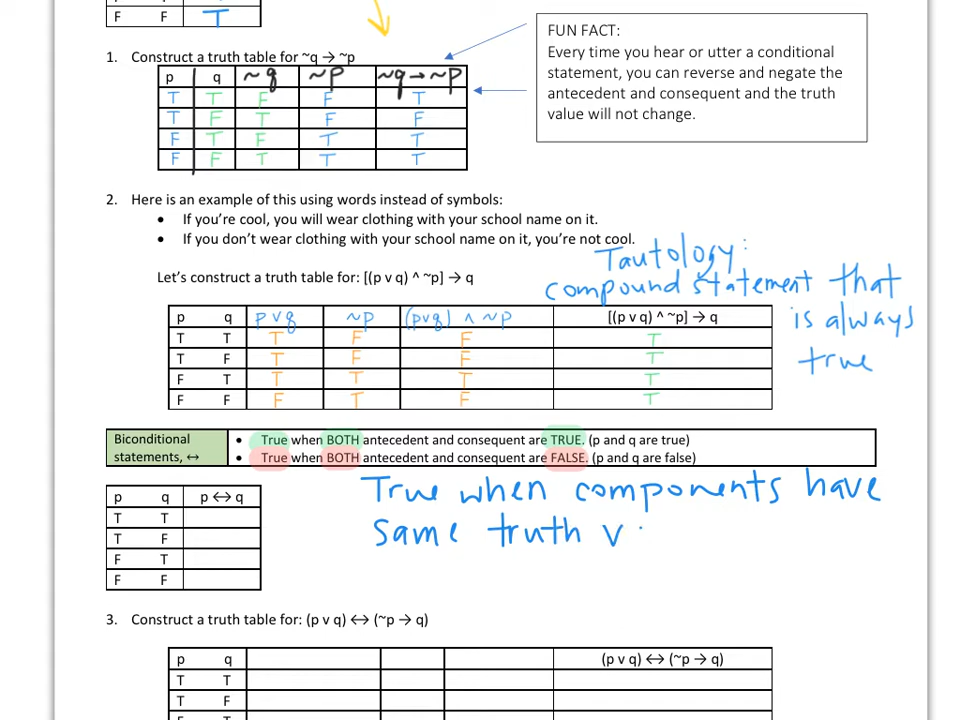 F F T
1. Construct a truth table for ~q → ~p
p q ~q ~p ~q→~p
T T F F T
T F T F F
F T F T T
F F T T T
FUN FACT:
Every time you hear or utter a conditional
statement, you can reverse and negate the
antecedent and consequent and the truth
value will not change.
2. Here is an example of this using words instead of symbols:
• If you're cool, you will wear clothing with your school name on it.
• If you don't wear clothing with your school name on it, you're not cool.
Tautology:
compound statement that
is always
true
Let's construct a truth table for: [(p v q) ^ ~p] → q
p q pvq ~p (pvq) ^ ~p [(p v q) ^ ~p] → q
T T T F F T
T F T F F T
F T T T T T
F F F T F T
Biconditional
statements, ↔
• True when BOTH antecedent and consequent are TRUE. (p and q are true)
• True when BOTH antecedent and consequent are FALSE. (p and q are false)
True when components have
same truth v
p q p ↔ q
T T
T F
F T
F F
3. Construct a truth table for: (p v q) ↔ (~p → q)
p q (p v q) ↔ (~p → q)
T T
T F
F T